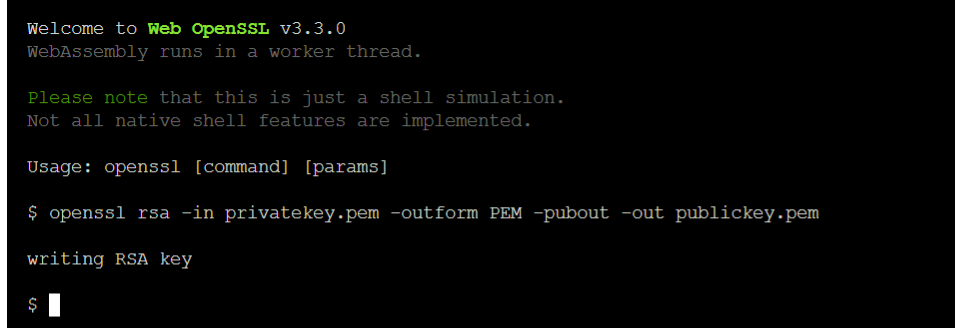 Welcome to Web OpenSSL v3.3.0
WebAssembly runs in a worker thread.
Please note that this is just a shell simulation.
Not all native shell features are implemented.
Usage: openssl [command] [params]
$ openssl rsa -in privatekey.pem -outform PEM -pubout -out publickey.pem
writing RSA key
$